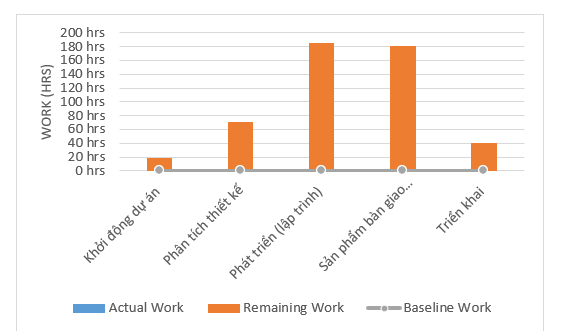 200 hrs
180 hrs
160 hrs
140 hrs
120 hrs
100 hrs
80 hrs
60 hrs
40 hrs
20 hrs
0 hrs
WORK (HRS)
Khởi động dự án
Phân tích thiết kế
Phát triển (lập trình)
Sản phẩm bàn giao...
Triển khai
Actual Work
Remaining Work
Baseline Work